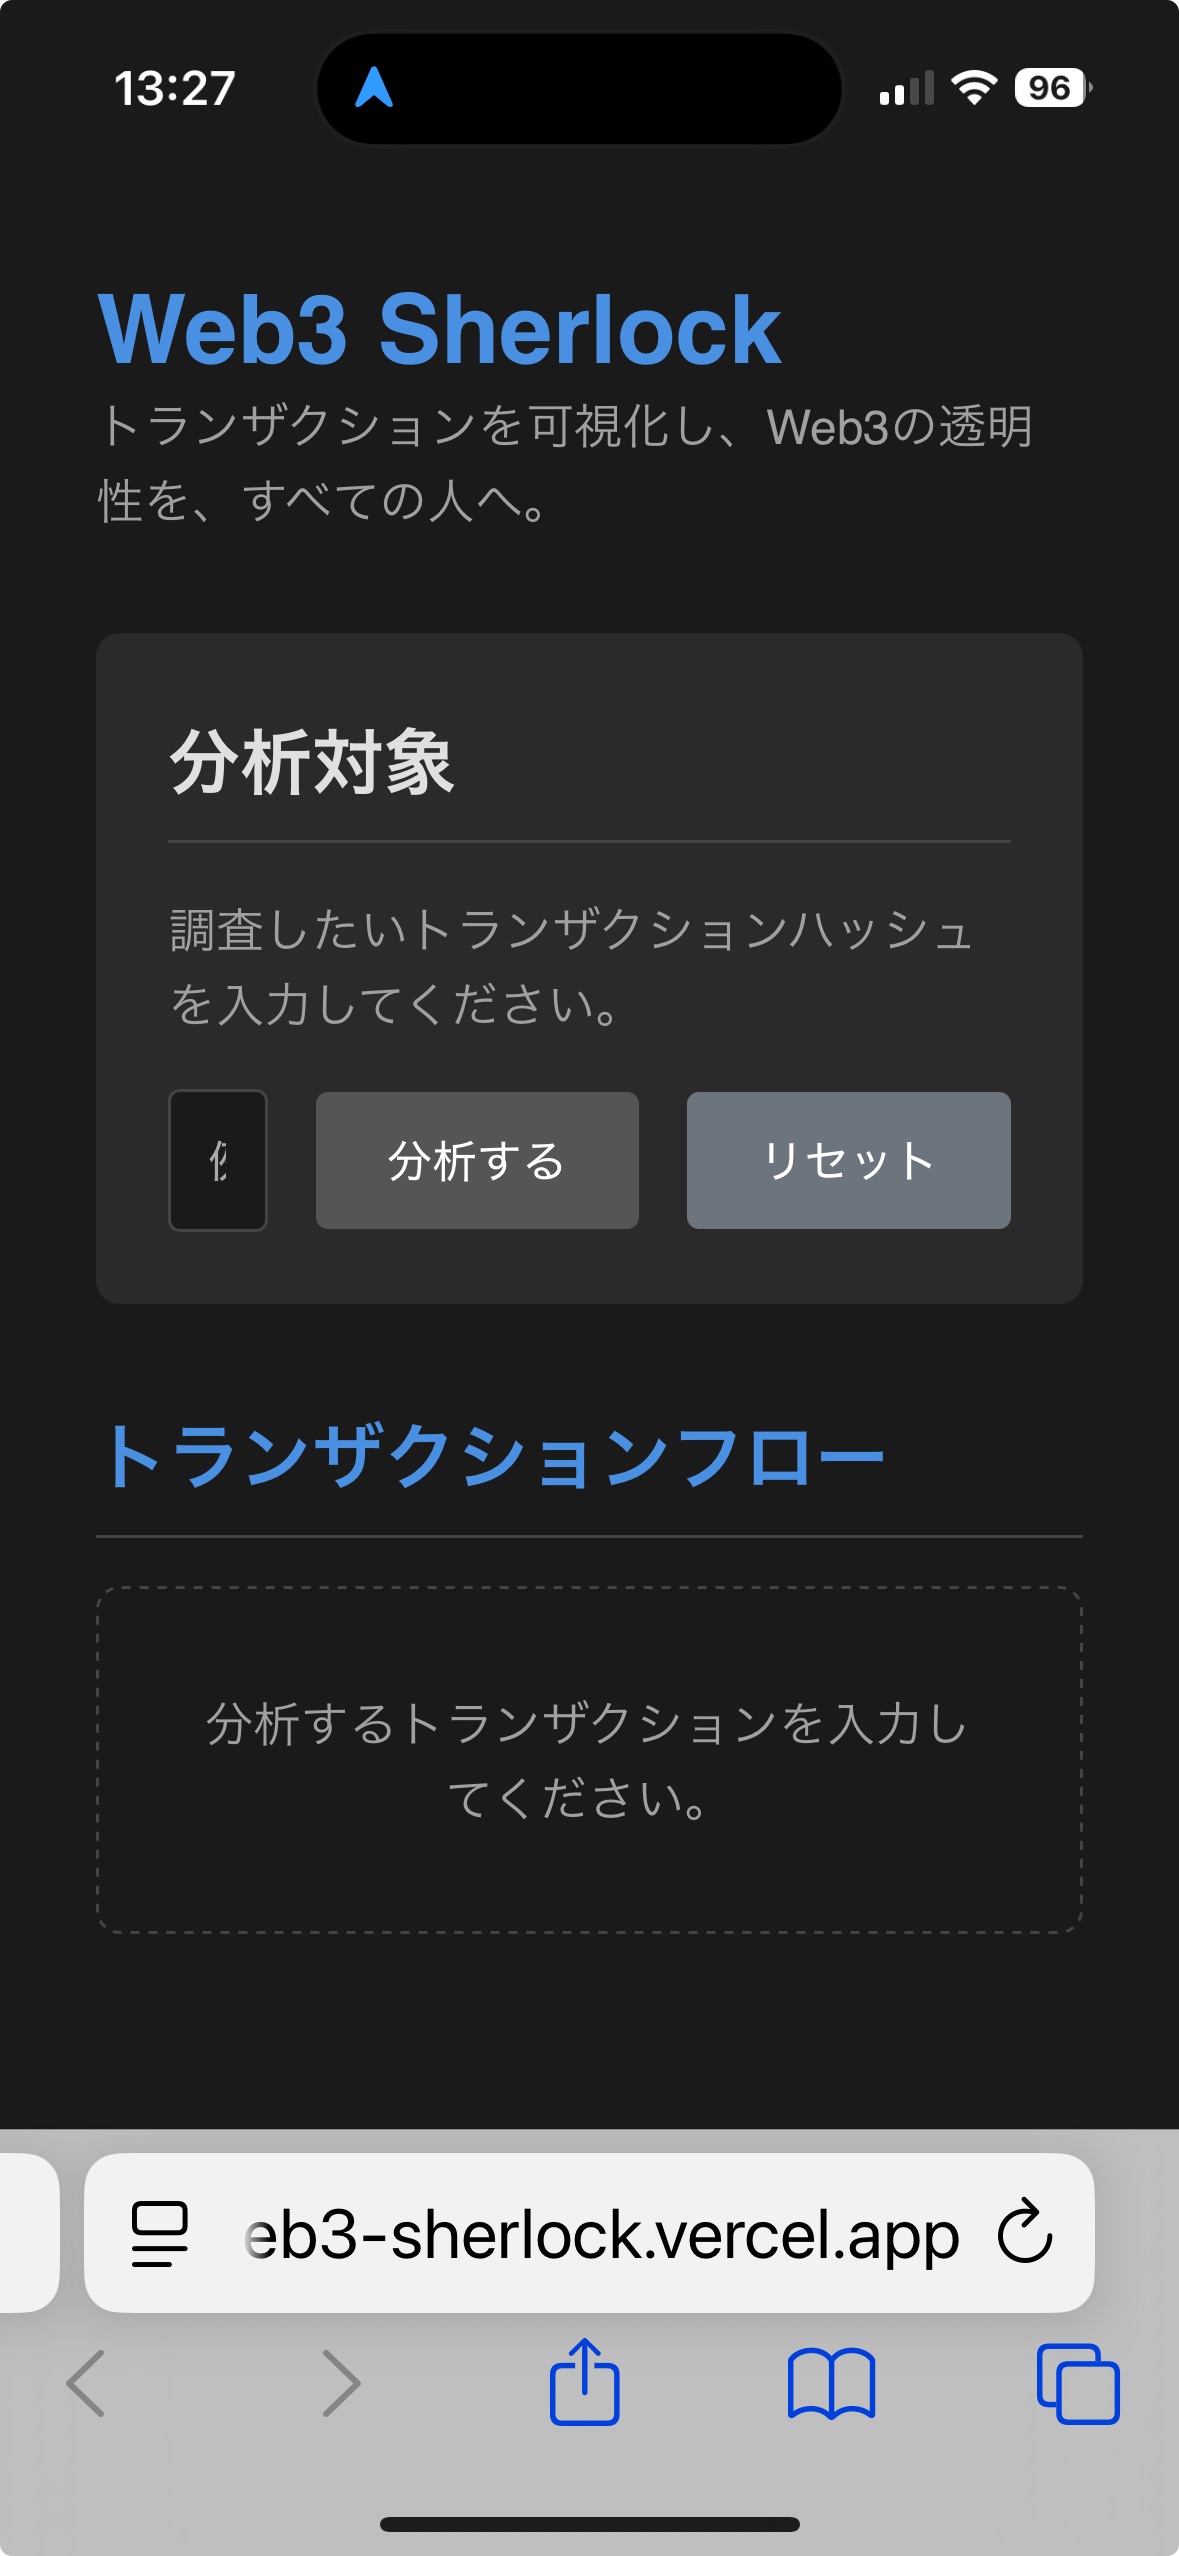 13:27
96
Web3 Sherlock
トランザクションを可視化し、Web3の透明
性を、すべての人へ。
分析対象
調査したいトランザクションハッシュ
を入力してください。
分析する
リセット
トランザクションフロー
分析するトランザクションを入力し
てください。
eb3-sherlock.vercel.app